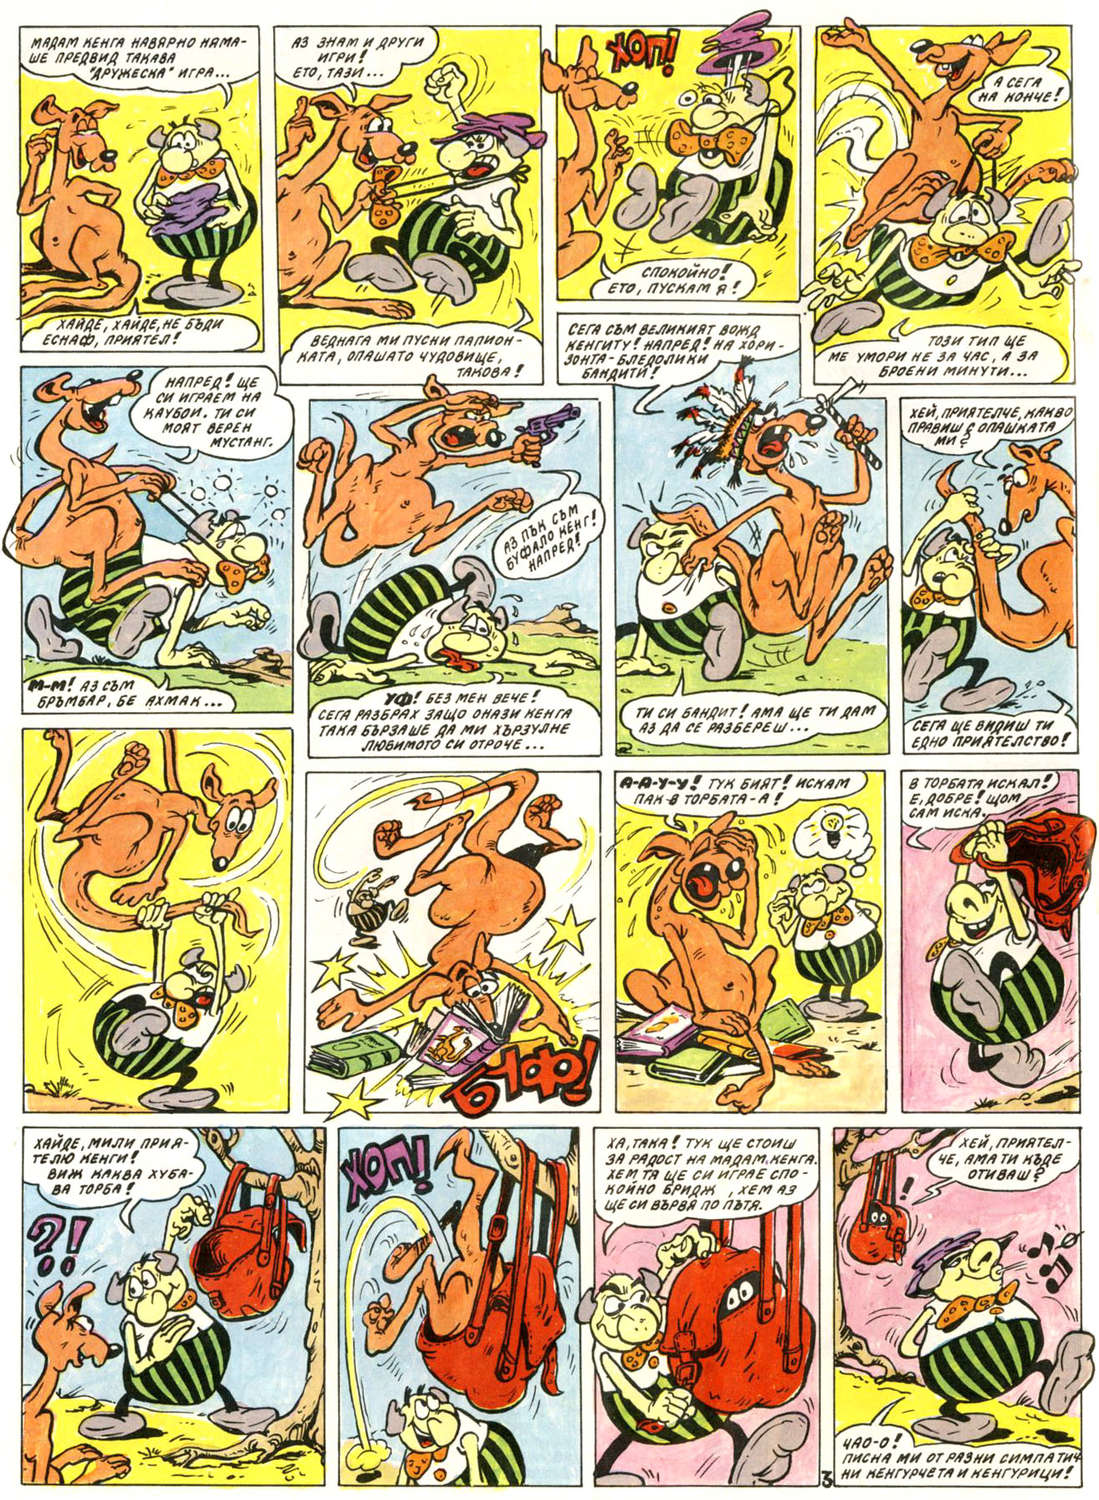 МАДАМ КЕНГА НАВЯРНО НЯМА-
ШЕ ПРЕДВИД ТАКАВА
"ДРУЖЕСКА" ИГРА...
ХАЙДЕ, ХАЙДЕ, НЕ БЪДИ
ЕСНАФ, ПРИЯТЕЛ!
АЗ ЗНАМ И ДРУГИ
ИГРИ!
ЕТО, ТАЗИ...
ВЕДНАГА МИ ПУСНИ ПАПИОН-
КАТА, ОПАШАТО ЧУДОВИЩЕ,
ТАКОВА!
ХОП!
СПОКОЙНО!
ЕТО, ПУСКАМ Я!
А СЕГА
НА КОНЧЕ!
ТОЗИ ТИП ЩЕ
МЕ УМОРИ НЕ ЗА ЧАС, А ЗА
БРОЕНИ МИНУТИ...
НАПРЕД! ЩЕ
СИ ИГРАЕМ НА
КАУБОИ. ТИ СИ
МОЯТ ВЕРЕН
МУСТАНГ.
М-М! АЗ СЪМ
БРЪМБАР, БЕ АХМАК...
АЗ ПЪК СЪМ
БУФАЛО КЕНГ!
НАПРЕД!
УФ! БЕЗ МЕН ВЕЧЕ!
СЕГА РАЗБРАХ ЗАЩО ОНАЗИ КЕНГА
ТАКА БЪРЗАШЕ ДА МИ ХЪРЗУЛНЕ
ЛЮБИМОТО СИ ОТРОЧЕ...
СЕГА СЪМ ВЕЛИКИЯТ ВОЖД
КЕНГИТУ! НАПРЕД! НА ХОРИ-
ЗОНТА - БЛЕДОЛИКИ
БАНДИТИ!
ТИ СИ БАНДИТ! АМА ЩЕ ТИ ДАМ
АЗ ДА СЕ РАЗБЕРЕШ...
ХЕЙ, ПРИЯТЕЛЧЕ, КАКВО
ПРАВИШ С ОПАШКАТА
МИ?
СЕГА ЩЕ ВИДИШ ТИ
ЕДНО ПРИЯТЕЛСТВО!
БУФ!
А-А-У-У! ТУК БИЯТ! ИСКАМ
ПАК В ТОРБАТА-А!
В ТОРБАТА ИСКАЛ!
Е, ДОБРЕ! ЩОМ
САМ ИСКА.
ХАЙДЕ, МИЛИ ПРИЯ-
ТЕЛЮ КЕНГИ!
ВИЖ КАКВА ХУБА-
ВА ТОРБА!
?!
ХОП!
ХА, ТАКА! ТУК ЩЕ СТОИШ
ЗА РАДОСТ НА МАДАМ. КЕНГА.
ХЕМ ТЯ ЩЕ СИ ИГРАЕ СПО-
КОЙНО БРИДЖ, ХЕМ АЗ
ЩЕ СИ ВЪРВЯ ПО ПЪТЯ.
ХЕЙ, ПРИЯТЕЛ-
ЧЕ, АМА ТИ КЪДЕ
ОТИВАШ?
!
ЧАО-О!
ПИСНА МИ ОТ РАЗНИ СИМПАТИЧ-
НИ КЕНГУРЧЕТА И КЕНГУРИЦИ!
3